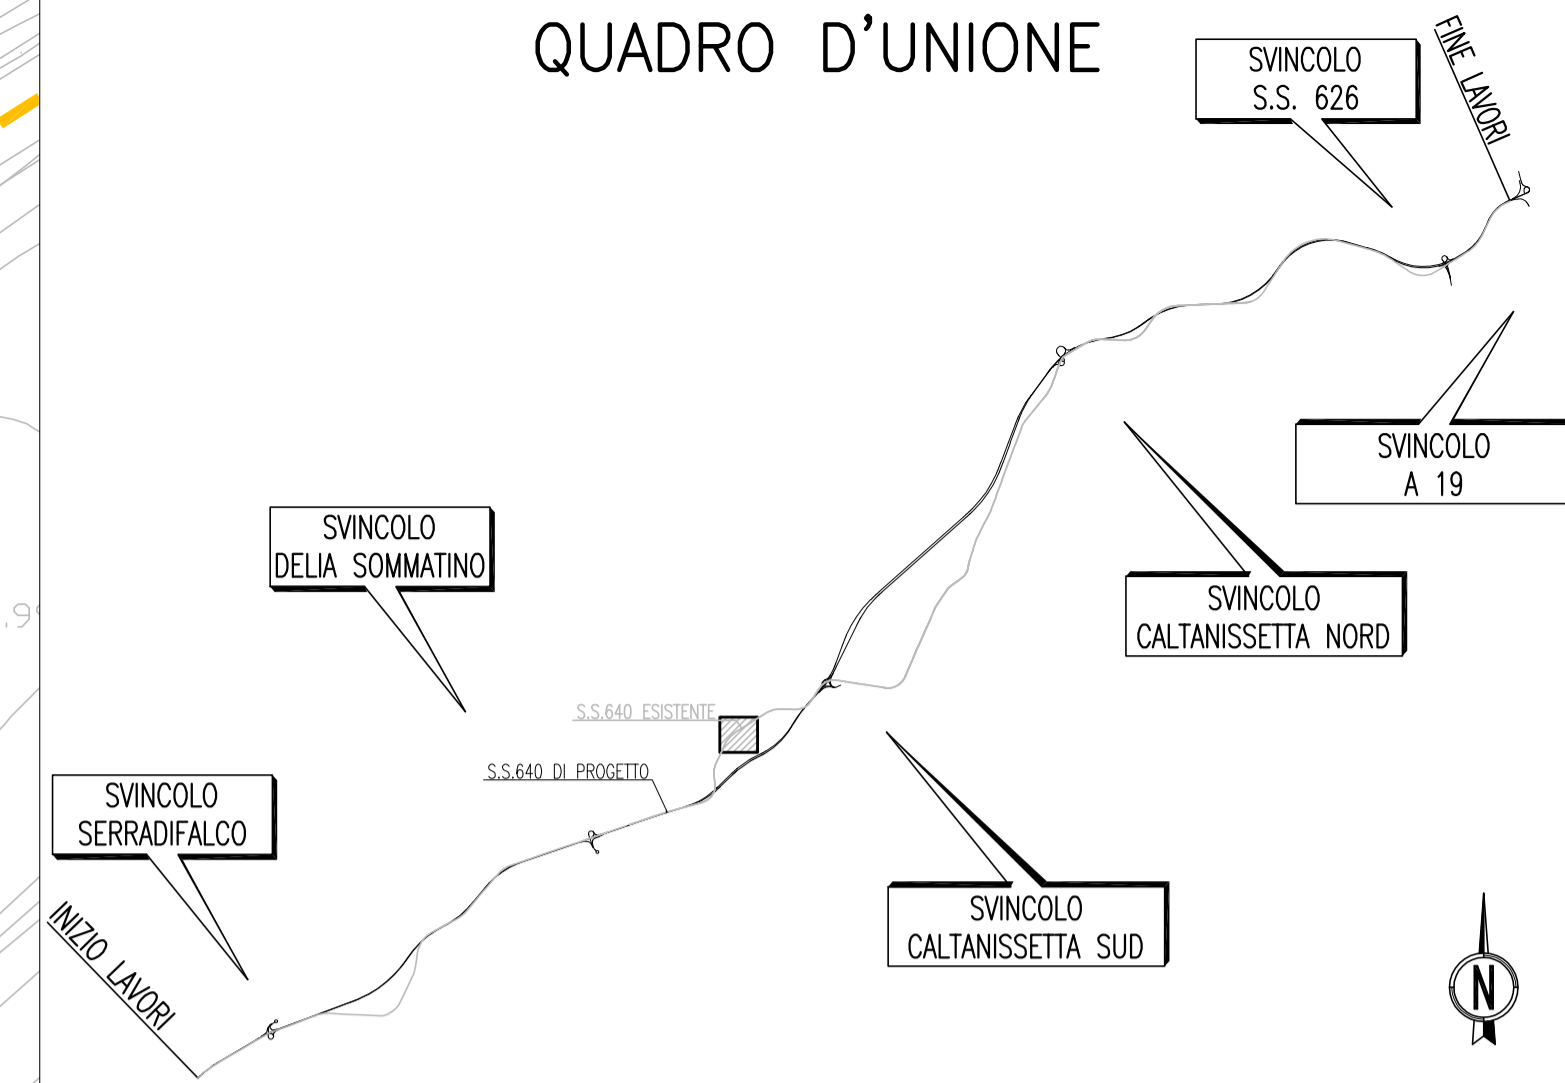 QUADRO D'UNIONE
SVINCOLO
S.S. 626
FINE LAVORI
SVINCOLO
A 19
SVINCOLO
DELIA SOMMATINO
SVINCOLO
CALTANISSETTA NORD
S.S.640 ESISTENTE
S.S.640 DI PROGETTO
SVINCOLO
SERRADIFALCO
SVINCOLO
CALTANISSETTA SUD
INIZIO LAVORI
N